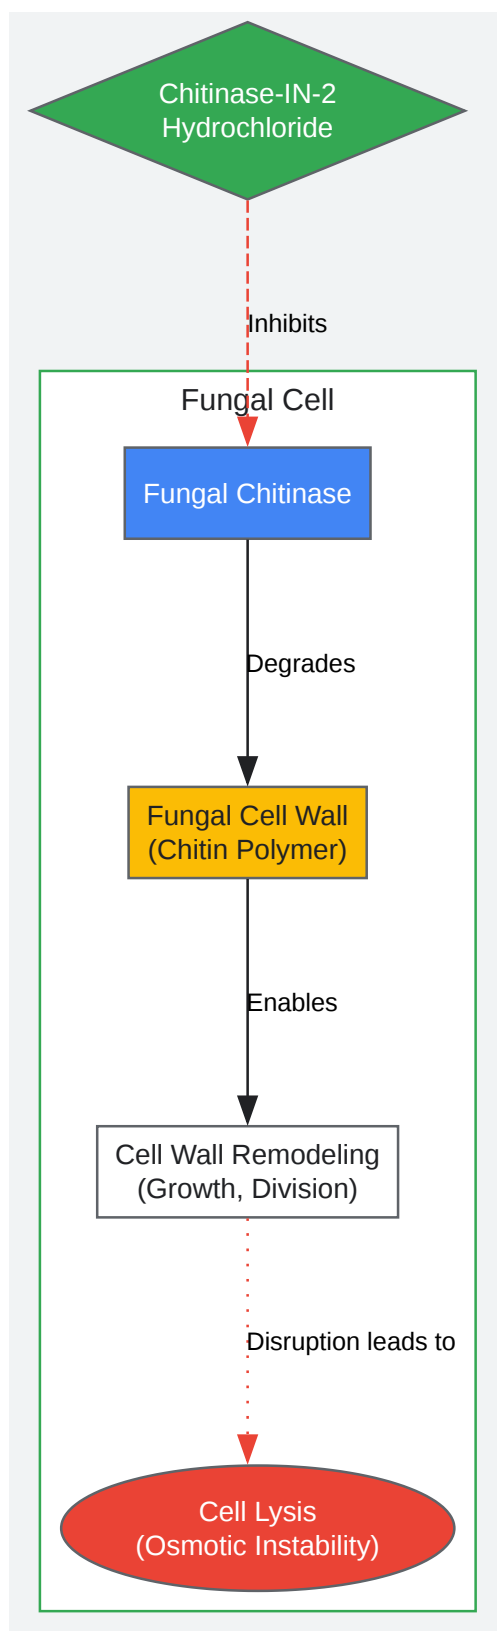 Chitinase-IN-2
Hydrochloride
Inhibits
Fungal Cell
Fungal Chitinase
Degrades
Fungal Cell Wall
(Chitin Polymer)
Enables
Cell Wall Remodeling
(Growth, Division)
Disruption leads to
Cell Lysis
(Osmotic Instability)